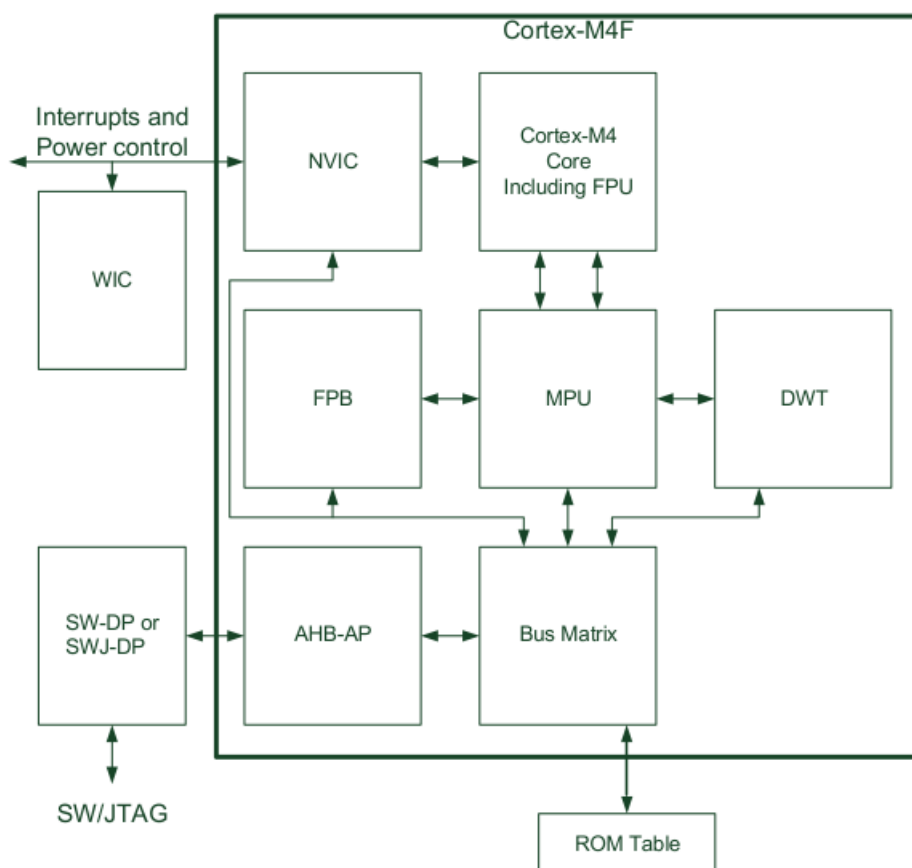 Cortex-M4F
Interrupts and
Power control
NVIC
Cortex-M4
Core
Including FPU
WIC
FPB
MPU
DWT
SW-DP or
SWJ-DP
AHB-AP
Bus Matrix
SW/JTAG
ROM Table